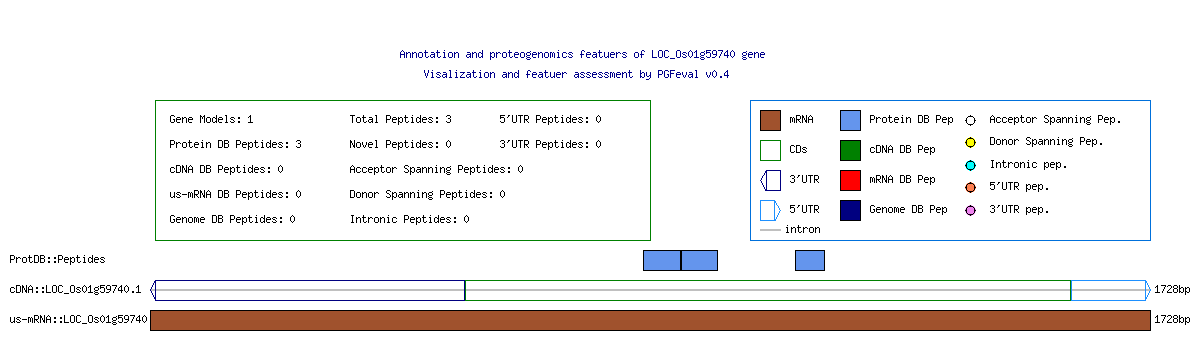 Annotation and proteogenomics featuers of LOC_Os01g59740 gene
Visalization and featuer assessment by PGFeval v0.4
Gene Models: 1 Total Peptides: 3 5'UTR Peptides: 0
Protein DB Peptides: 3 Novel Peptides: 0 3'UTR Peptides: 0
cDNA DB Peptides: 0 Acceptor Spanning Peptides: 0
us-mRNA DB Peptides: 0 Donor Spanning Peptides: 0
Genome DB Peptides: 0 Intronic Peptides: 0
mRNA Protein DB Pep Acceptor Spanning Pep.
CDs cDNA DB Pep Donor Spanning Pep.
3'UTR mRNA DB Pep Intronic pep.
5'UTR Genome DB Pep 5'UTR pep.
intron 3'UTR pep.
ProtDB::Peptides
cDNA::LOC_Os01g59740.1 1728bp
us-mRNA::LOC_Os01g59740 1728bp